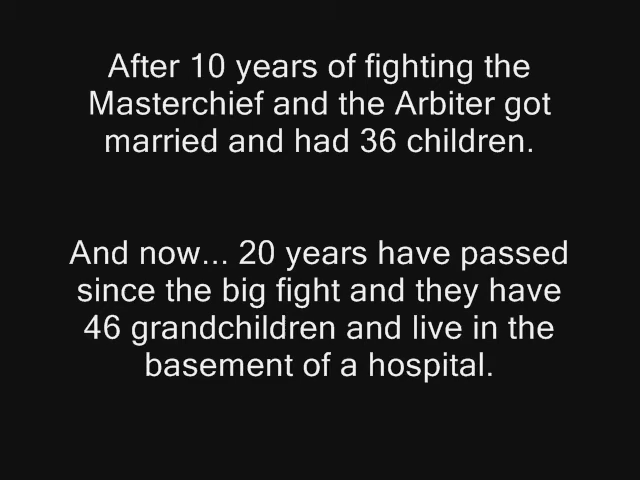 After 10 years of fighting the
Masterchief and the Arbiter got
married and had 36 children.
And now... 20 years have passed
since the big fight and they have
46 grandchildren and live in the
basement of a hospital.